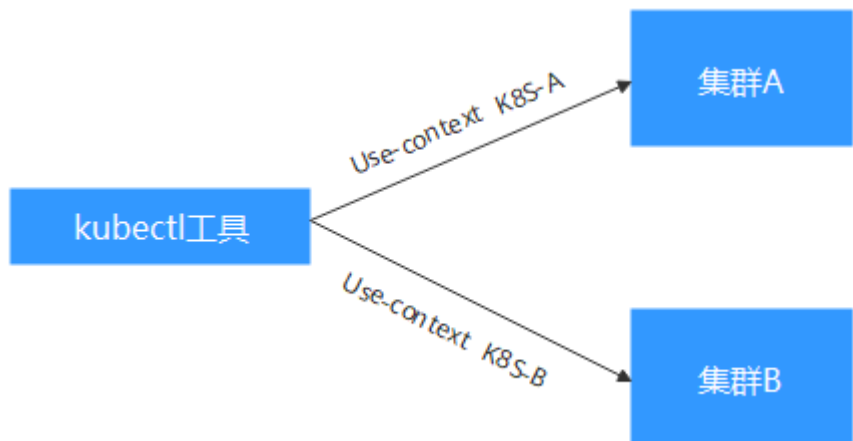 集群A
Use-context K8S-A
kubectl工具
Use-context K8S-B
集群B